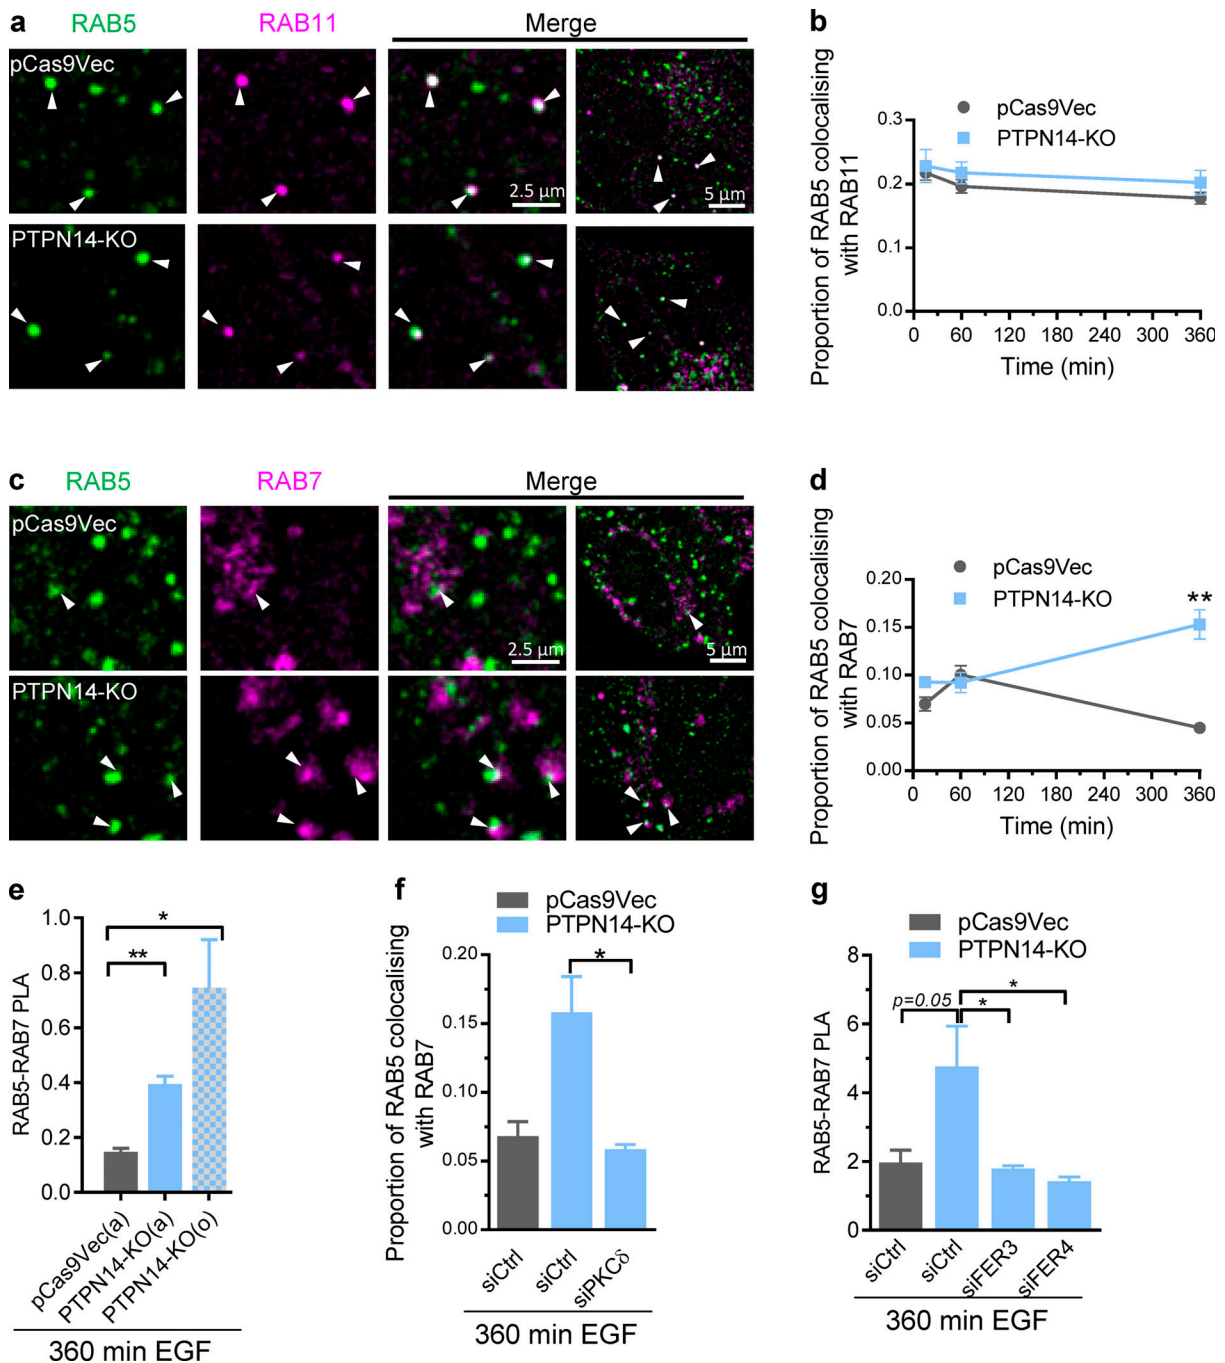 a RAB5 RAB11 Merge
pCas9Vec
2.5 µm 5 µm
PTPN14-KO
b
pCas9Vec
PTPN14-KO
Proportion of RAB5 colocalising
with RAB11
0.3
0.2
0.1
0.0
0 60 120 180 240 300 360
Time (min)
c RAB5 RAB7 Merge
pCas9Vec
2.5 µm 5 µm
PTPN14-KO
d
pCas9Vec
PTPN14-KO
Proportion of RAB5 colocalising
with RAB7
0.20
0.15
0.10
0.05
0.00
**
0 60 120 180 240 300 360
Time (min)
e
RAB5-RAB7 PLA
1.0
0.8
0.6
0.4
0.2
0.0
*
**
pCas9Vec(a)
PTPN14-KO(a)
PTPN14-KO(o)
360 min EGF
f
pCas9Vec
PTPN14-KO
Proportion of RAB5 colocalising
with RAB7
0.20
0.15
0.10
0.05
0.00
*
siCtrl
siCtrl
siPKCδ
360 min EGF
g
pCas9Vec
PTPN14-KO
RAB5-RAB7 PLA
8
6
4
2
0
p=0.05
*
*
siCtrl
siCtrl
siFER3
siFER4
360 min EGF